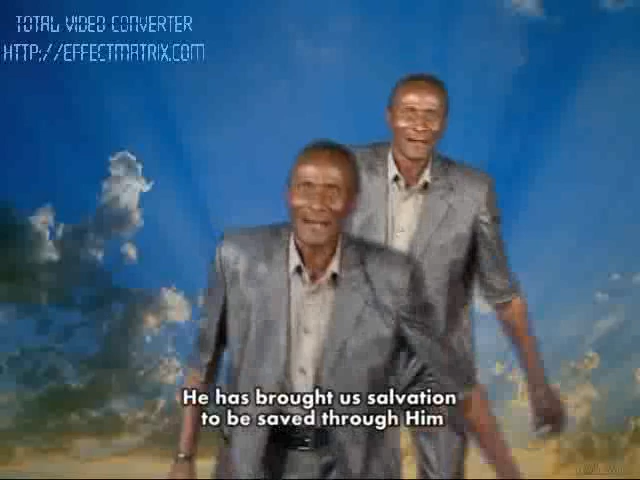 TOTAL VIDEO CONVERTER
HTTP://EFFECTMATRIX.COM
He has brought us salvation
to be saved through Him